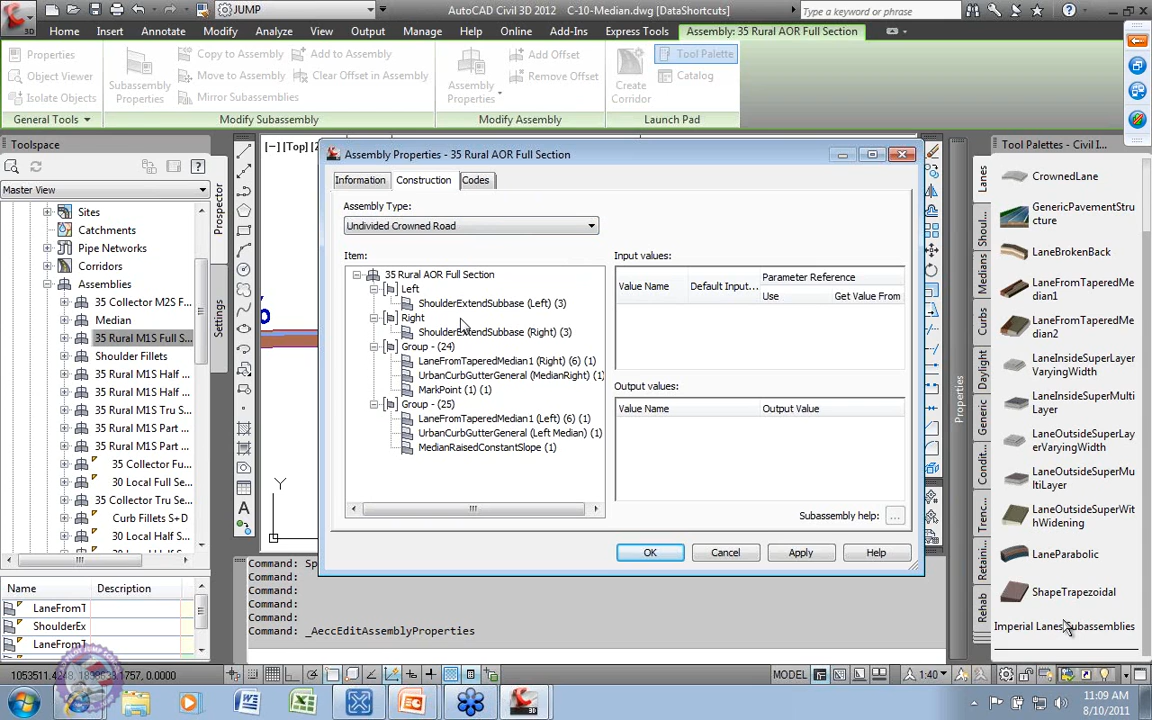 JUMP
AutoCAD Civil 3D 2012
C-10-Median.dwg [DataShortcuts]
Type a keyword or phrase
Home
Insert
Annotate
Modify
Analyze
View
Output
Manage
Help
Online
Add-Ins
Express Tools
Assembly: 35 Rural AOR Full Section
Properties
Object Viewer
Isolate Objects
General Tools
Subassembly Properties
Copy to Assembly
Move to Assembly
Mirror Subassemblies
Add to Assembly
Clear Offset in Assembly
Modify Subassembly
Assembly Properties
Add Offset
Remove Offset
Modify Assembly
Create Corridor
Tool Palette
Catalog
Launch Pad
Toolspace
Master View
Sites
Catchments
Pipe Networks
Corridors
Assemblies
35 Collector M2S F...
Median
35 Rural M1S Full S...
Shoulder Fillets
35 Rural M1S Half ...
35 Rural M1S Half ...
35 Rural M1S Tru S...
35 Rural M1S Part ...
35 Rural M1S Part ...
35 Collector Fu...
30 Local Full Se...
35 Collector Tru Se...
Curb Fillets S+D
30 Local Half S...
Prospector
Settings
Name
Description
LaneFromT
ShoulderEx
LaneFromT
[−] [Top] [2
Assembly Properties - 35 Rural AOR Full Section
Information
Construction
Codes
Assembly Type:
Undivided Crowned Road
Item:
35 Rural AOR Full Section
Left
ShoulderExtendSubbase (Left) (3)
Right
ShoulderExtendSubbase (Right) (3)
Group - (24)
LaneFromTaperedMedian1 (Right) (6) (1)
UrbanCurbGutterGeneral (MedianRight) (1)
MarkPoint (1) (1)
Group - (25)
LaneFromTaperedMedian1 (Left) (6) (1)
UrbanCurbGutterGeneral (Left Median) (1)
MedianRaisedConstantSlope (1)
Input values:
Value Name
Default Input...
Parameter Reference
Use
Get Value From
Output values:
Value Name
Output Value
Subassembly help:
...
OK
Cancel
Apply
Help
Y
Command:
Command:
Command:
Command:
Command: _AeccEditAssemblyProperties
Properties
Tool Palettes - Civil I...
Lanes
Shoul...
Medians
Curbs
Daylight
Generic
Condit...
Trenc...
Retaini...
Rehab
CrownedLane
GenericPavementStructure
LaneBrokenBack
LaneFromTaperedMedian1
LaneFromTaperedMedian2
LaneInsideSuperLayerVaryingWidth
LaneInsideSuperMultiLayer
LaneOutsideSuperLayerVaryingWidth
LaneOutsideSuperMultiLayer
LaneOutsideSuperWithWidening
LaneParabolic
ShapeTrapezoidal
Imperial Lanes Subassemblies
MODEL
1:40
11:09 AM
8/10/2011